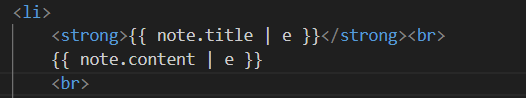 <li>
<strong>{{ note.title | e }}</strong><br>
{{ note.content | e }}
<br>